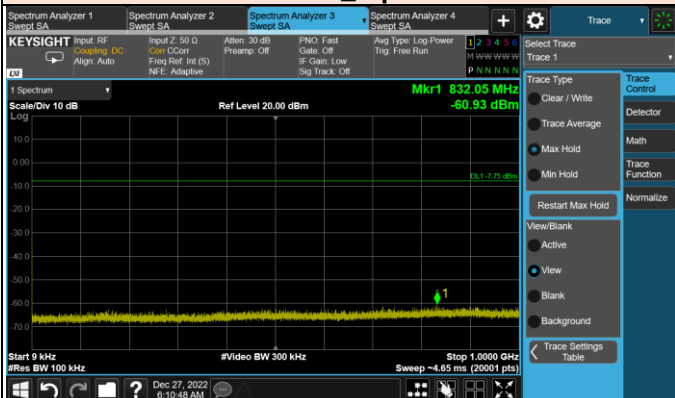 Spectrum Analyzer 1
Swept SA
Spectrum Analyzer 2
Swept SA
Spectrum Analyzer 3
Swept SA
Spectrum Analyzer 4
Swept SA
Trace
KEYSIGHT
LXI
Input: RF
Coupling: DC
Align: Auto
Input Z: 50 Ω
Corr CCorr
Freq Ref: Int (S)
NFE: Adaptive
Atten: 30 dB
Preamp: Off
PNO: Fast
Gate: Off
IF Gain: Low
Sig Track: Off
Avg Type: Log-Power
Trig: Free Run
1 2 3 4 5 6
M W W W W W
P N N N N N
Select Trace
Trace 1
1 Spectrum
Scale/Div 10 dB
Log
Ref Level 20.00 dBm
Mkr1 832.05 MHz
-60.93 dBm
10.0
0.00
-10.0
-20.0
-30.0
-40.0
-50.0
-60.0
-70.0
DL1 -7.75 dBm
1
Start 9 kHz
#Res BW 100 kHz
#Video BW 300 kHz
Stop 1.0000 GHz
Sweep ~4.65 ms (20001 pts)
Trace Type
Clear / Write
Trace Average
Max Hold
Min Hold
Restart Max Hold
View/Blank
Active
View
Blank
Background
Trace Settings
Table
Trace
Control
Detector
Math
Trace
Function
Normalize
Dec 27, 2022
6:10:48 AM